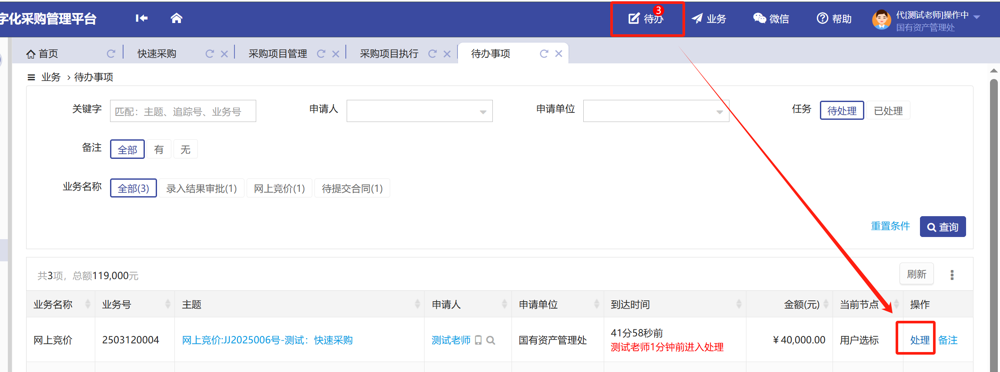 字化采购管理平台
待办 3
业务
微信
帮助
代[测试老师]操作中
国有资产管理处
首页
快速采购
采购项目管理
采购项目执行
待办事项
业务 > 待办事项
关键字 匹配：主题、追踪号、业务号
申请人
申请单位
任务 待处理 已处理
备注 全部 有 无
业务名称 全部(3) 录入结果审批(1) 网上竞价(1) 待提交合同(1)
重置条件 查询
共3项，总额119,000元
刷新
业务名称 业务号 主题 申请人 申请单位 到达时间 金额(元) 当前节点 操作
网上竞价 2503120004 网上竞价:JJ2025006号-测试：快速采购 测试老师 国有资产管理处 41分58秒前 ￥40,000.00 用户选标 处理 备注
测试老师1分钟前进入处理